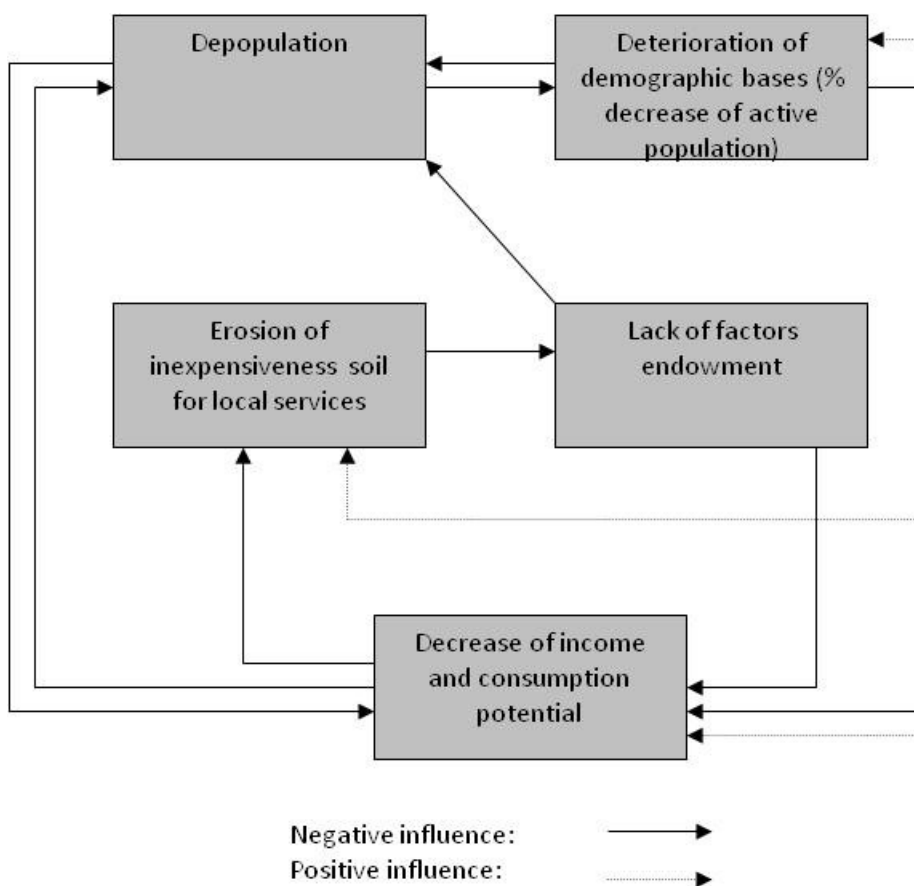 Depopulation
Deterioration of
demographic bases (%
decrease of active
population)
Erosion of
inexpensiveness soil
for local services
Lack of factors
endowment
Decrease of income
and consumption
potential
Negative influence:
Positive influence: